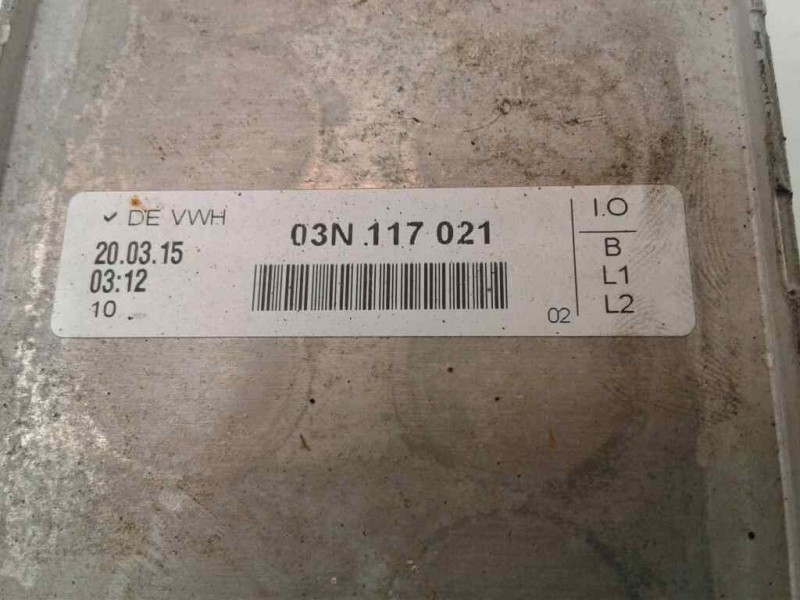 ✓ DE VWH
20.03.15
03:12
10
03N 117 021
02
I.O
B
L1
L2